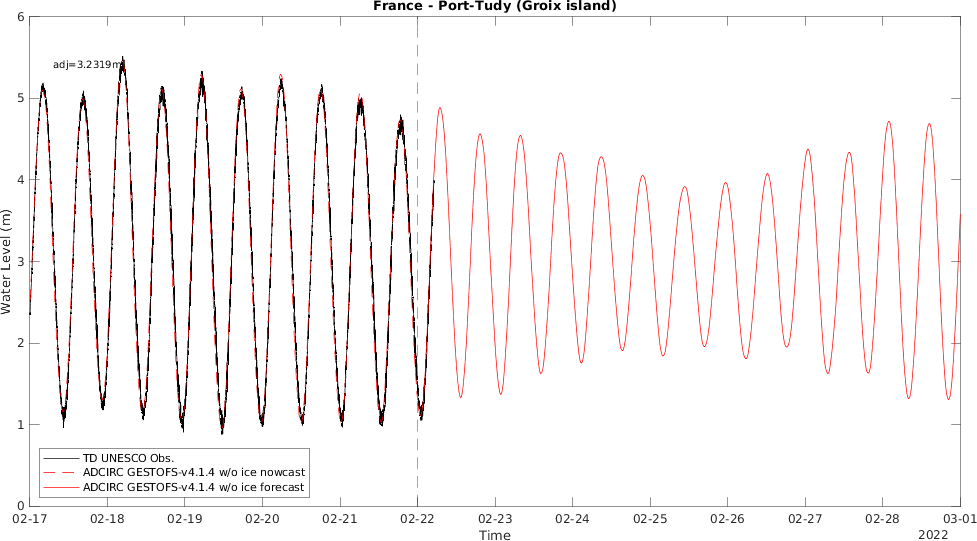 France - Port-Tudy (Groix island)
6
adj=3.2319m
5
4
3
2
1
0
Water Level (m)
TD UNESCO Obs.
ADCIRC GESTOFS-v4.1.4 w/o ice nowcast
ADCIRC GESTOFS-v4.1.4 w/o ice forecast
02-17 02-18 02-19 02-20 02-21 02-22 02-23 02-24 02-25 02-26 02-27 02-28 03-01
Time
2022